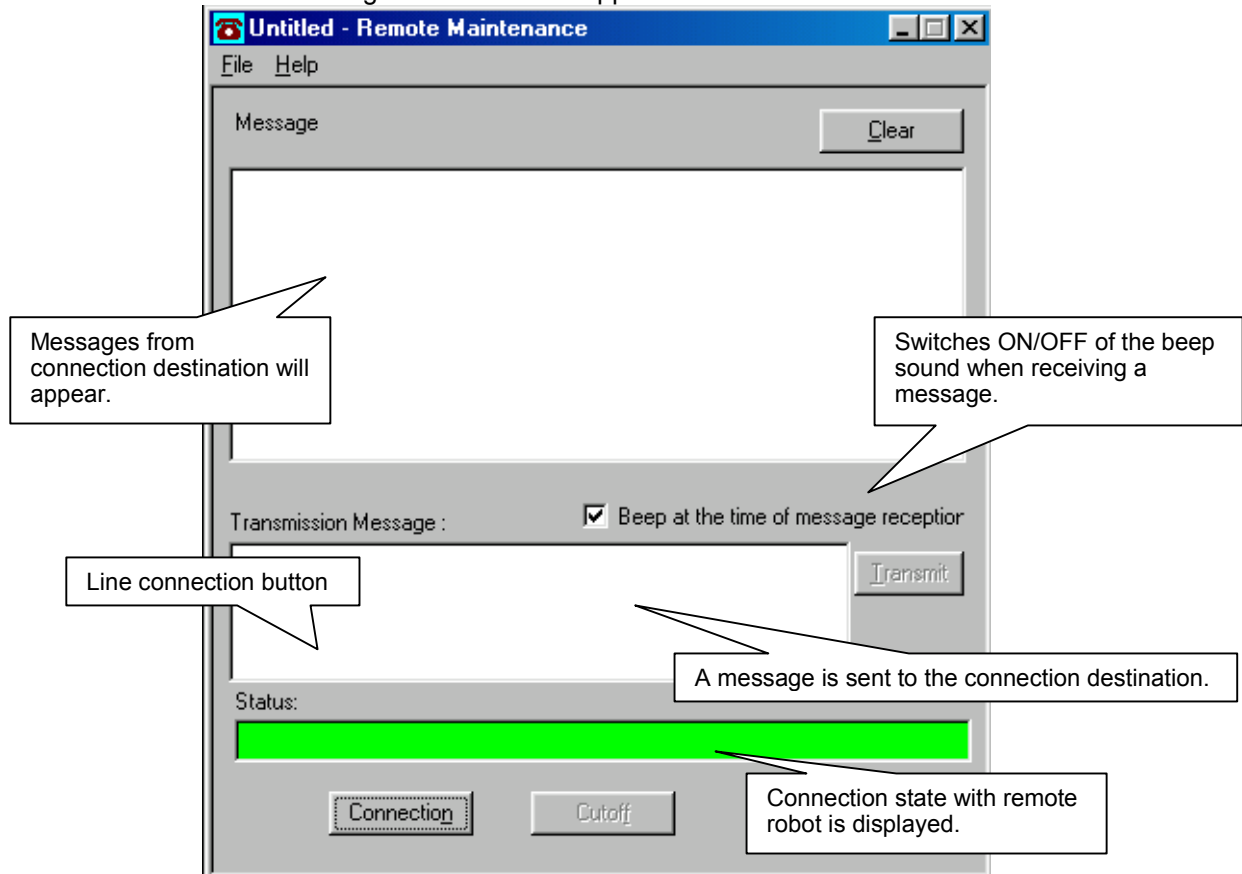 Untitled - Remote Maintenance
File Help
Message
Clear
Messages from
connection destination will
appear.
Switches ON/OFF of the beep
sound when receiving a
message.
Transmission Message :
Beep at the time of message reception
Line connection button
Transmit
A message is sent to the connection destination.
Status:
Connection state with remote
robot is displayed.
Connection
Cutoff